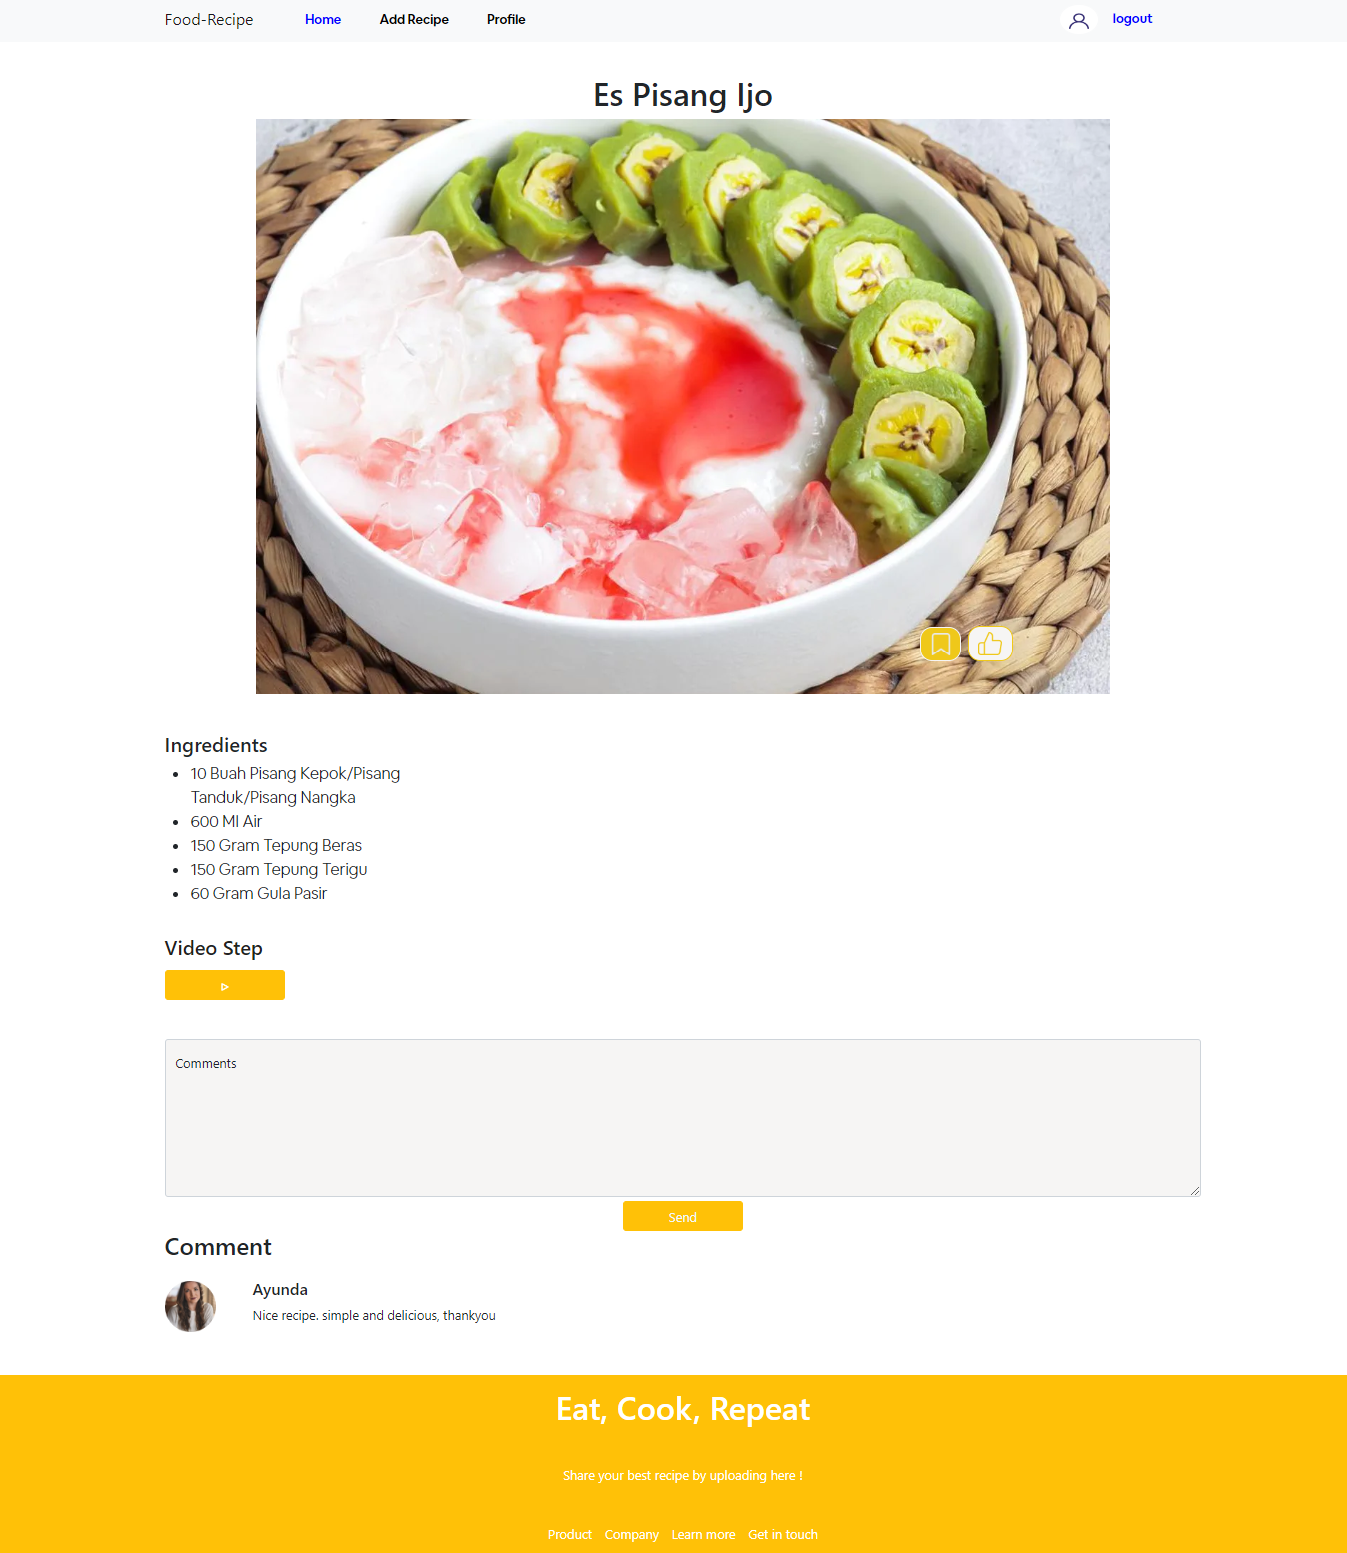 Food-Recipe Home Add Recipe Profile logout
Es Pisang Ijo
Ingredients
10 Buah Pisang Kepok/Pisang
Tanduk/Pisang Nangka
600 Ml Air
150 Gram Tepung Beras
150 Gram Tepung Terigu
60 Gram Gula Pasir
Video Step
Comments
Send
Comment
Ayunda
Nice recipe. simple and delicious, thankyou
Eat, Cook, Repeat
Share your best recipe by uploading here !
Product Company Learn more Get in touch